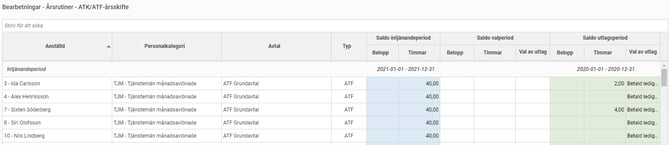 Bearbetningar - Årsrutiner - ATK/ATF-årsskifte
Skriv för att söka
Saldo intjänandeperiod Saldo valperiod Saldo uttagsperiod
Anställd Personalkategori Avtal Typ Belopp Timmar Belopp Timmar Val av uttag Belopp Timmar Val av uttag
Intjänandeperiod 2021-01-01 - 2021-12-31 2020-01-01 - 2020-12-31
3 - Ida Carlsson TJM - Tjänstemän månadsavlönade ATF Grundavtal ATF 40,00 2,00 Betald ledig...
4 - Alex Henriksson TJM - Tjänstemän månadsavlönade ATF Grundavtal ATF 40,00 Betald ledig...
7 - Sixten Söderberg TJM - Tjänstemän månadsavlönade ATF Grundavtal ATF 40,00 4,00 Betald ledig...
8 - Siri Olofsson TJM - Tjänstemän månadsavlönade ATF Grundavtal ATF 40,00 Betald ledig...
10 - Nils Lindberg TJM - Tjänstemän månadsavlönade ATF Grundavtal ATF 40,00 Betald ledig...